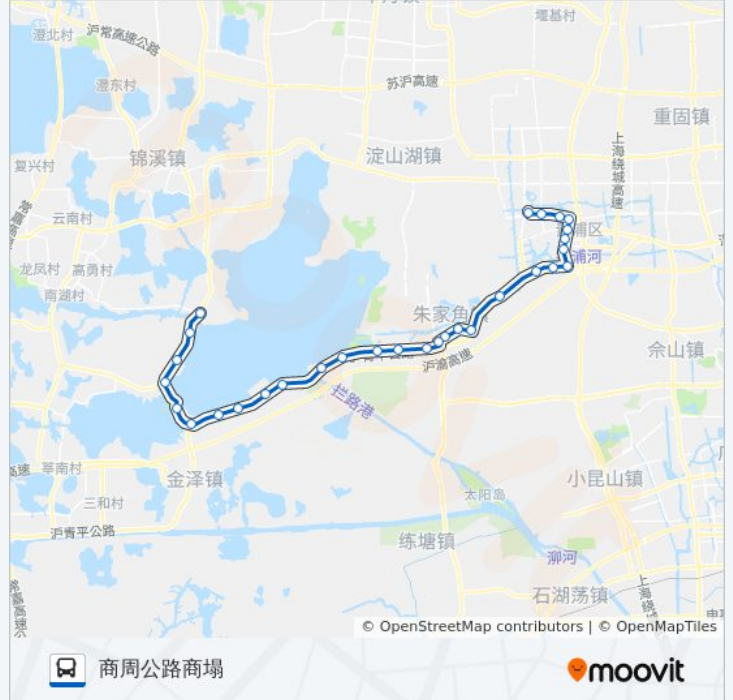 澄北村
沪常高速公路
堰基村
澄东村
苏沪高速
重固镇
锦溪镇
淀山湖镇
上海绕城高速
复兴村
云南村
浦区
浦河
龙凤村
高勇村
南湖村
朱家角
佘山镇
沪渝高速
拦路港
莘南村
高速
金泽镇
小昆山镇
三和村
太阳岛
沪青平公路
练塘镇
泖河
石湖荡镇
© OpenStreetMap contributors | © OpenMapTiles
商周公路商塌
moovit